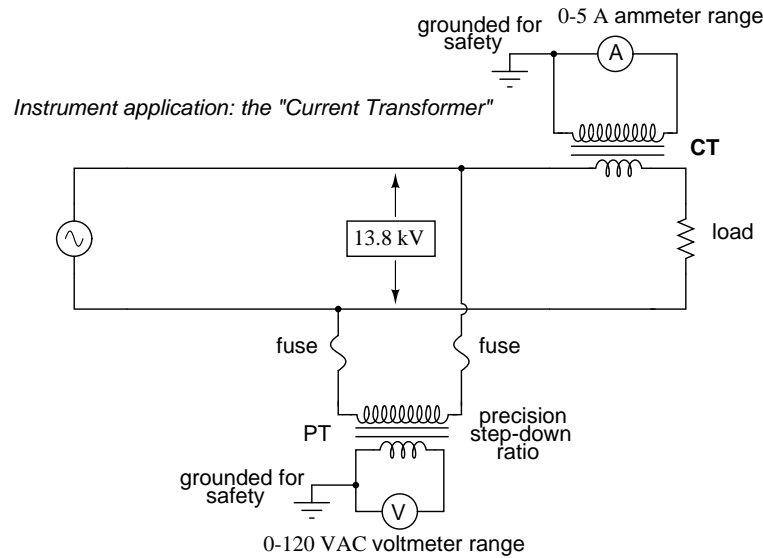 0-5 A ammeter range
grounded for
safety
A
Instrument application: the "Current Transformer"
CT
13.8 kV
load
fuse
fuse
PT
precision
step-down
ratio
grounded for
safety
V
0-120 VAC voltmeter range